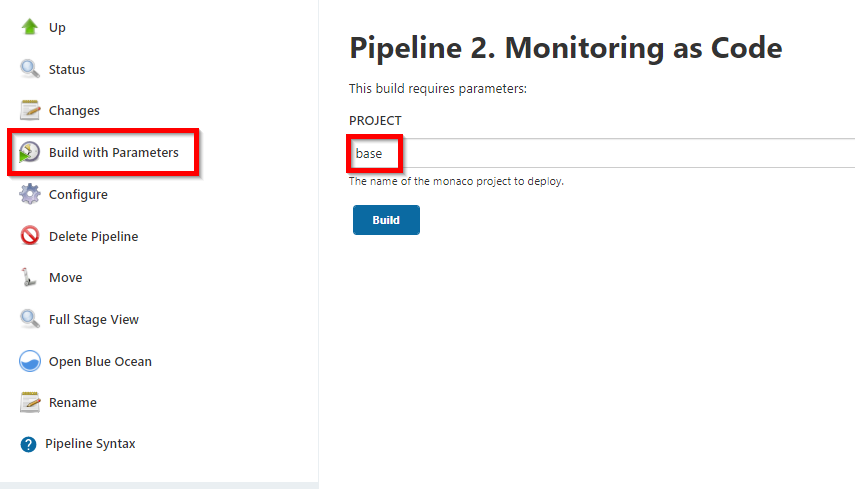 Up
Status
Changes
Build with Parameters
Configure
Delete Pipeline
Move
Full Stage View
Open Blue Ocean
Rename
Pipeline Syntax
Pipeline 2. Monitoring as Code
This build requires parameters:
PROJECT
base
The name of the monaco project to deploy.
Build